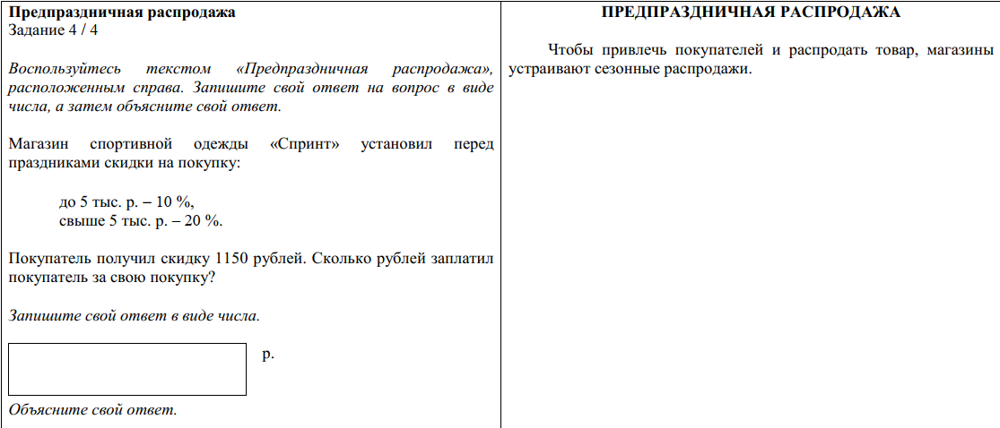 Предпраздничная распродажа
Задание 4 / 4
Воспользуйтесь текстом «Предпраздничная распродажа»,
расположенным справа. Запишите свой ответ на вопрос в виде
числа, а затем объясните свой ответ.
Магазин спортивной одежды «Спринт» установил перед
праздниками скидки на покупку:
до 5 тыс. р. – 10 %,
свыше 5 тыс. р. – 20 %.
Покупатель получил скидку 1150 рублей. Сколько рублей заплатил
покупатель за свою покупку?
Запишите свой ответ в виде числа.
р.
Объясните свой ответ.
ПРЕДПРАЗДНИЧНАЯ РАСПРОДАЖА
Чтобы привлечь покупателей и распродать товар, магазины
устраивают сезонные распродажи.